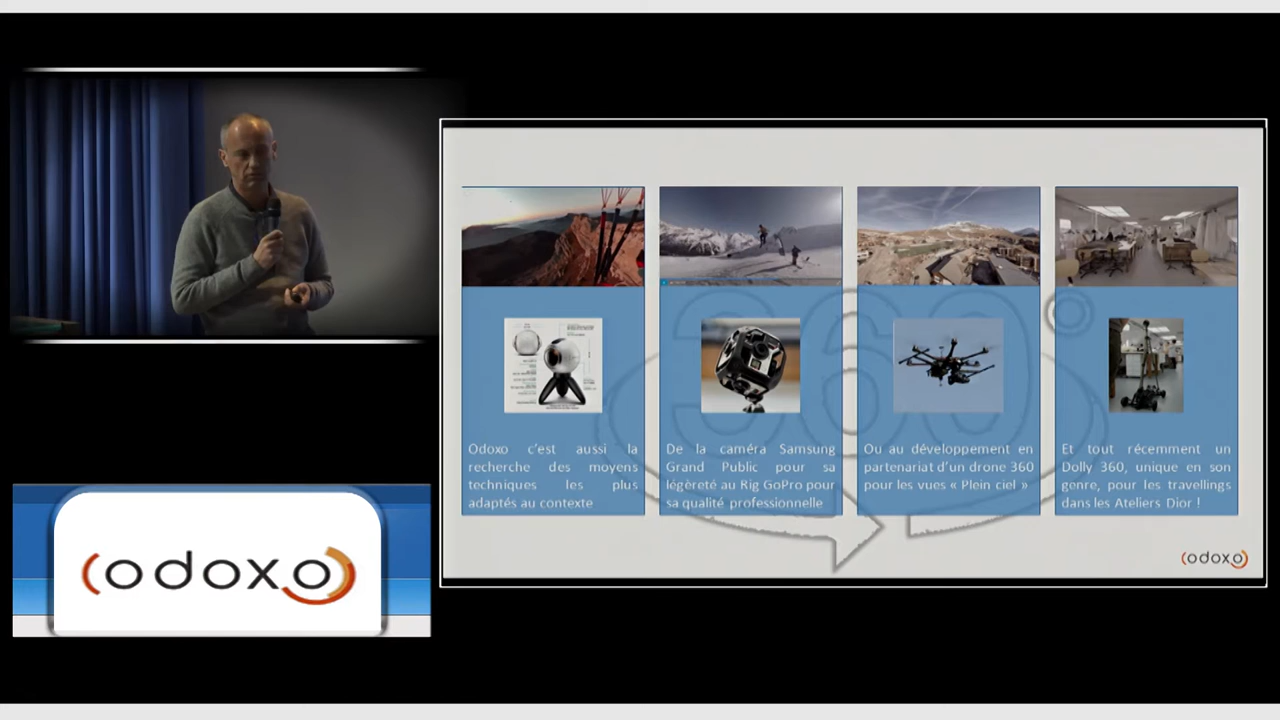 360°
Odoxo c'est aussi la
recherche des moyens
techniques les plus
adaptés au contexte
De la caméra Samsung
Grand Public pour sa
légèreté au Rig GoPro pour
sa qualité professionnelle
Ou au développement en
partenariat d'un drone 360
pour les vues « Plein ciel »
Et tout récemment un
Dolly 360, unique en son
genre, pour les travellings
dans les Ateliers Dior !
(odoxo)
(odoxo)